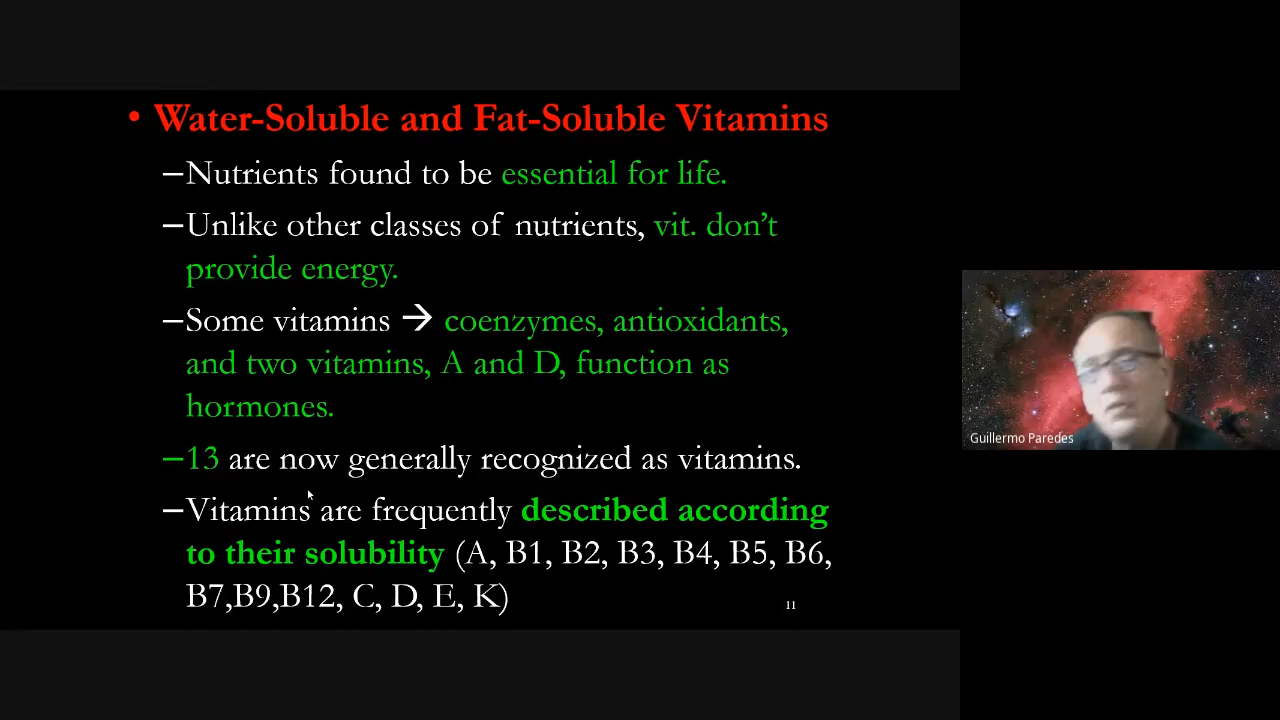 • Water-Soluble and Fat-Soluble Vitamins
–Nutrients found to be essential for life.
–Unlike other classes of nutrients, vit. don’t
provide energy.
–Some vitamins → coenzymes, antioxidants,
and two vitamins, A and D, function as
hormones.
–13 are now generally recognized as vitamins.
–Vitamins are frequently described according
to their solubility (A, B1, B2, B3, B4, B5, B6,
B7,B9,B12, C, D, E, K)
11
Guillermo Paredes